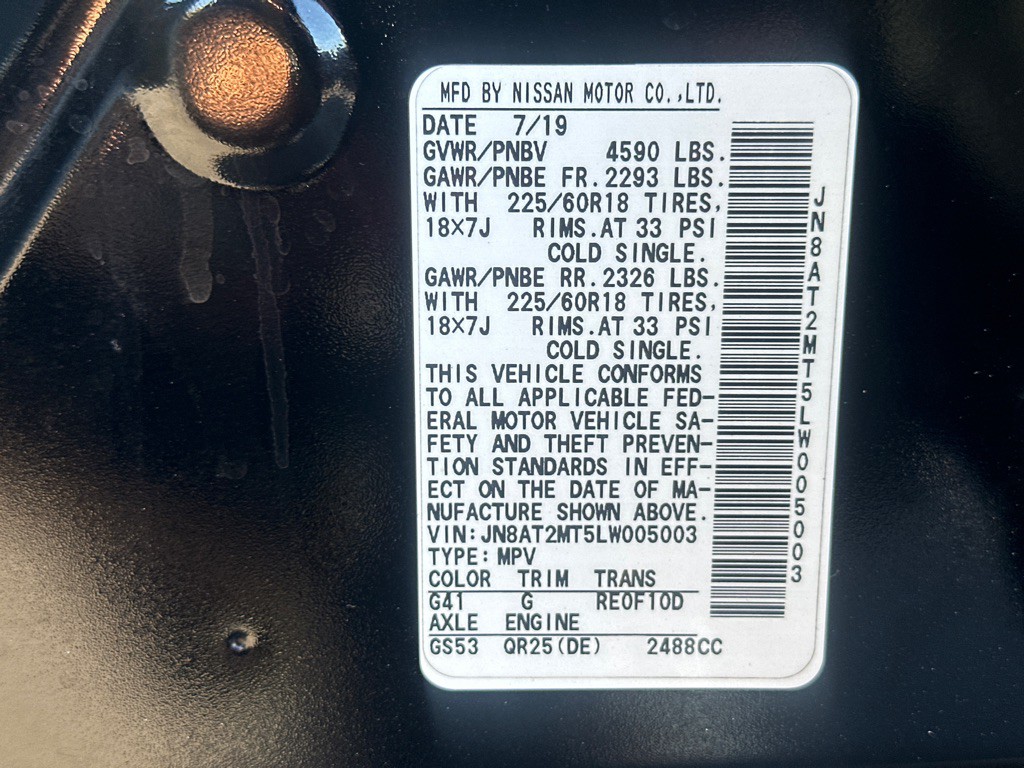 MFD BY NISSAN MOTOR CO.,LTD.
DATE 7/19
GVWR/PNBV 4590 LBS.
GAWR/PNBE FR.2293 LBS.
WITH 225/60R18 TIRES,
18×7J RIMS.AT 33 PSI
COLD SINGLE.
GAWR/PNBE RR.2326 LBS.
WITH 225/60R18 TIRES,
18×7J RIMS.AT 33 PSI
COLD SINGLE.
THIS VEHICLE CONFORMS
TO ALL APPLICABLE FED-
ERAL MOTOR VEHICLE SA-
FETY AND THEFT PREVEN-
TION STANDARDS IN EFF-
ECT ON THE DATE OF MA-
NUFACTURE SHOWN ABOVE.
VIN:JN8AT2MT5LW005003
TYPE:MPV
COLOR TRIM TRANS
G41 G RE0F10D
AXLE ENGINE
GS53 QR25(DE) 2488CC
JN8AT2MT5LW005003